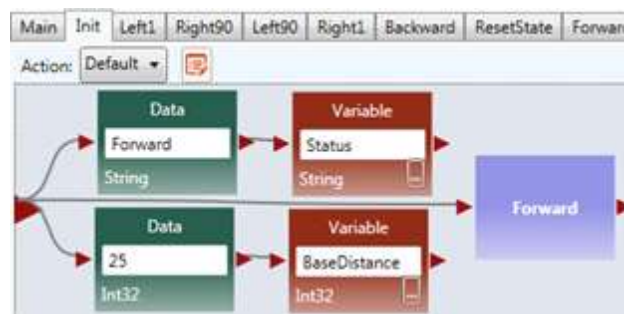 Main Init Left1 Right90 Left90 Right1 Backward ResetState Forward
Action: Default
Data Variable
Forward Status
String String
Forward
Data Variable
25 BaseDistance
Int32 Int32